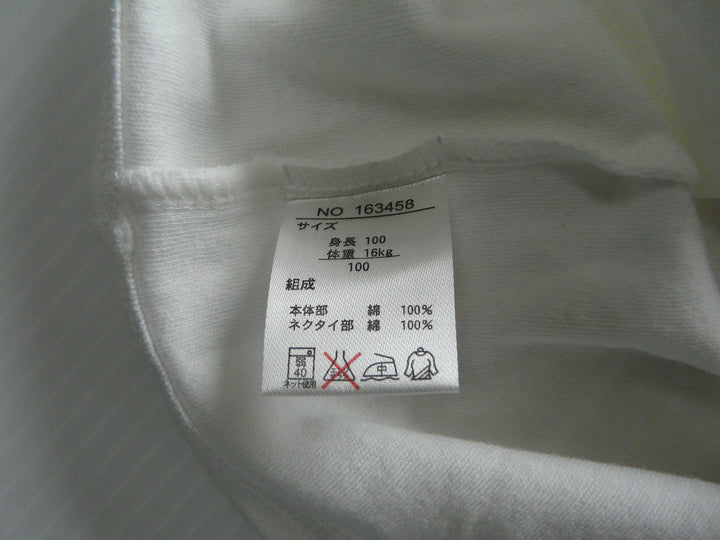 NO 163458
サイズ
身長 100
体重 16kg
100
組成
本体部 綿 100%
ネクタイ部 綿 100%
弱
40
中
ネット使用